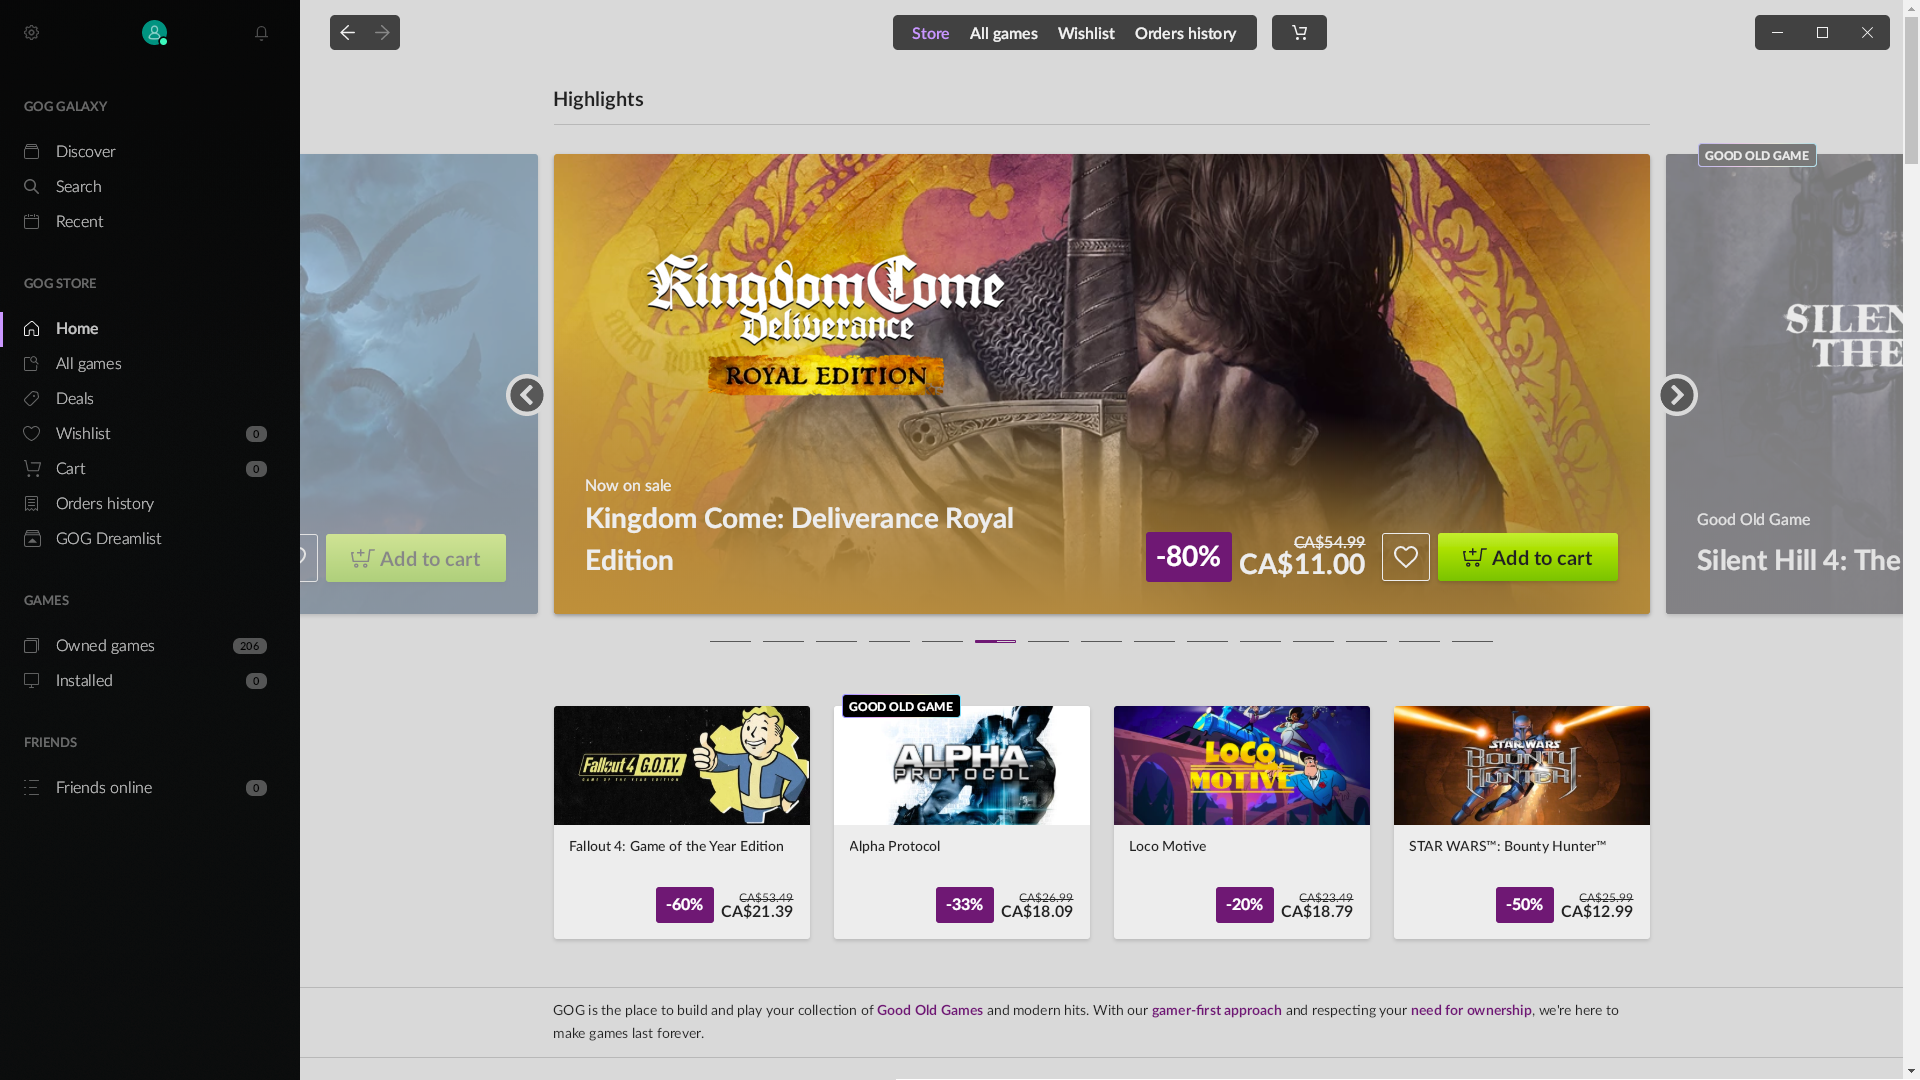 Store
All games
Wishlist
Orders history
GOG GALAXY
Discover
Search
Recent
GOG STORE
Home
All games
Deals
Wishlist
0
Cart
0
Orders history
GOG Dreamlist
GAMES
Owned games
206
Installed
0
FRIENDS
Friends online
0
Highlights
Add to cart
Kingdom Come
Deliverance
ROYAL EDITION
Now on sale
Kingdom Come: Deliverance Royal
Edition
-80%
CA$54.99
CA$11.00
Add to cart
GOOD OLD GAME
SILEN
THE
Good Old Game
Silent Hill 4: The
Fallout 4 G.O.T.Y.
GAME OF THE YEAR EDITION
Fallout 4: Game of the Year Edition
-60%
CA$53.49
CA$21.39
GOOD OLD GAME
ALPHA
PROTOCOL
Alpha Protocol
-33%
CA$26.99
CA$18.09
LOCO
MOTIVE
Loco Motive
-20%
CA$23.49
CA$18.79
STAR WARS
BOUNTY
HUNTER
STAR WARS™: Bounty Hunter™
-50%
CA$25.99
CA$12.99
GOG is the place to build and play your collection of Good Old Games and modern hits. With our gamer-first approach and respecting your need for ownership, we're here to
make games last forever.